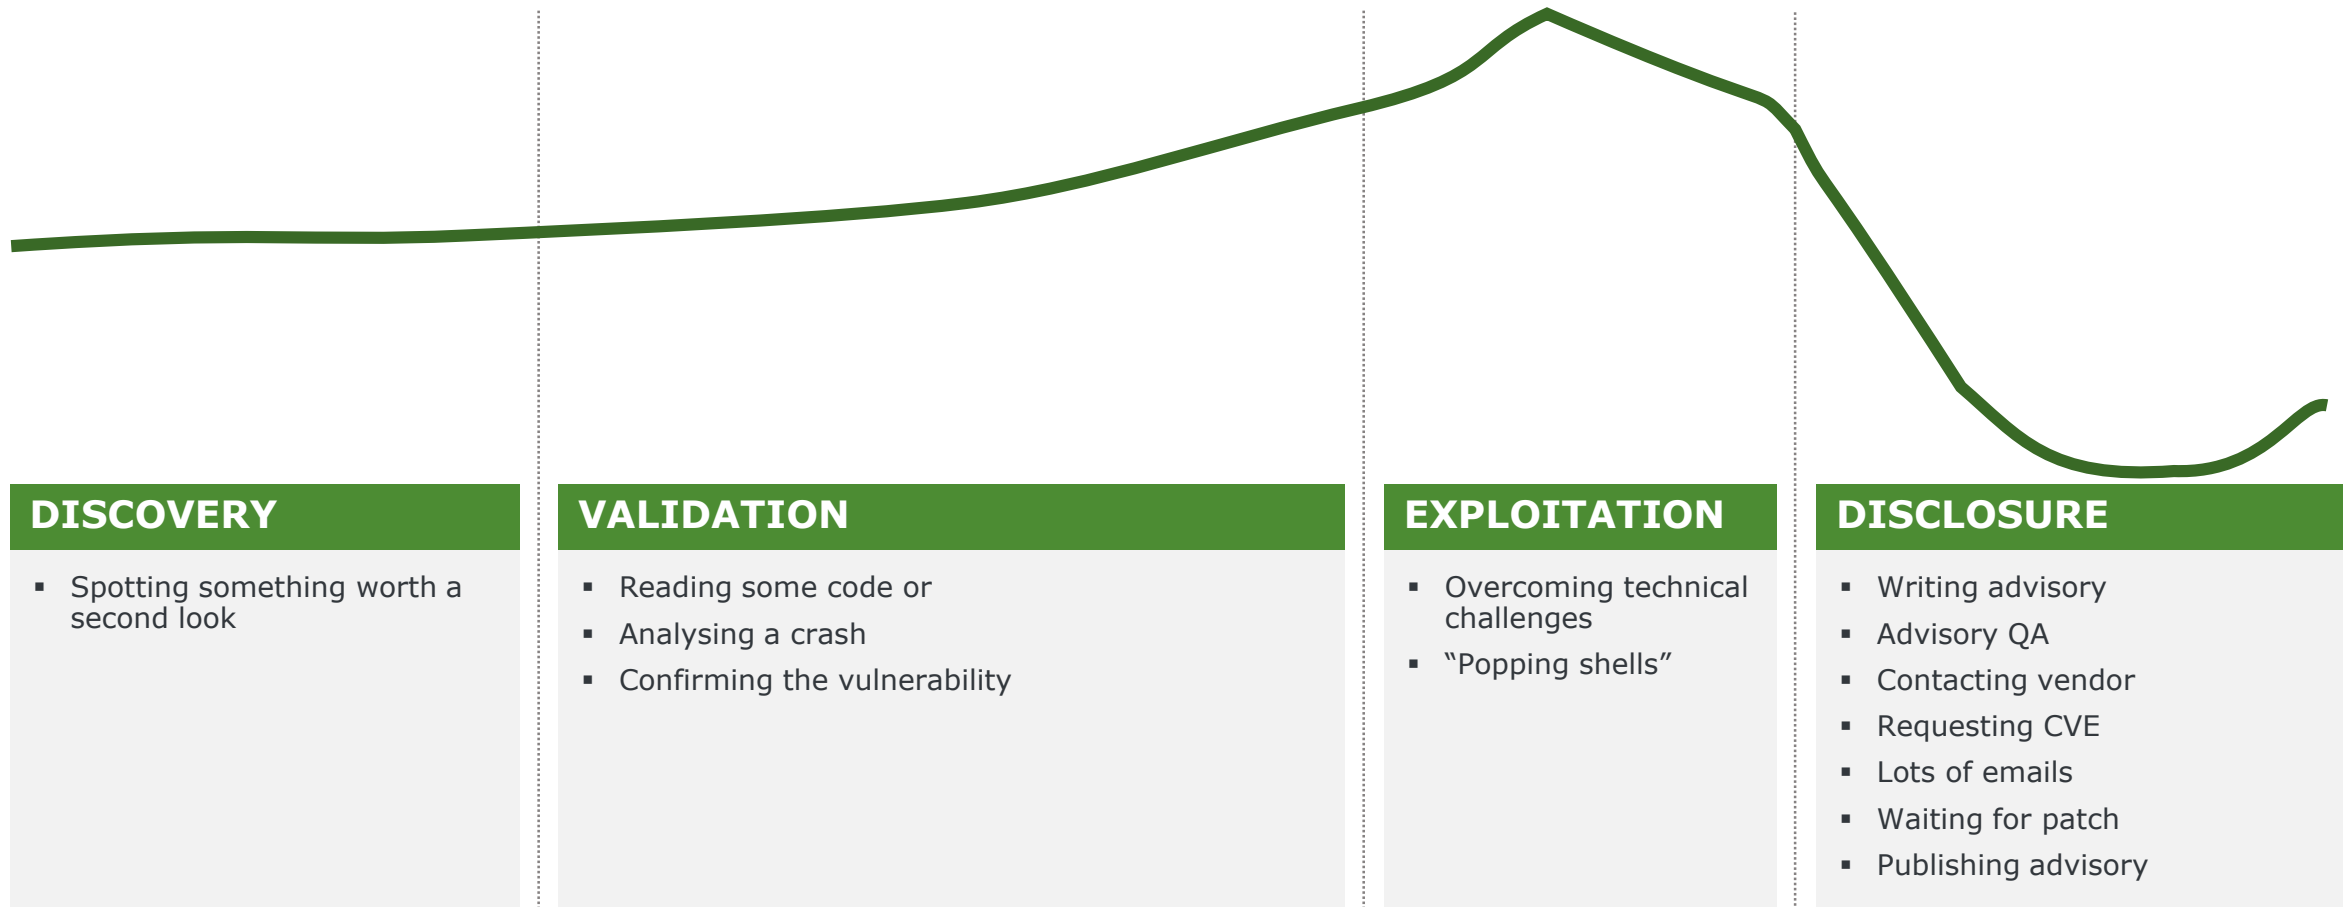 DISCOVERY
▪ Spotting something worth a
second look
VALIDATION
▪ Reading some code or
▪ Analysing a crash
▪ Confirming the vulnerability
EXPLOITATION
▪ Overcoming technical
challenges
▪ “Popping shells”
DISCLOSURE
▪ Writing advisory
▪ Advisory QA
▪ Contacting vendor
▪ Requesting CVE
▪ Lots of emails
▪ Waiting for patch
▪ Publishing advisory